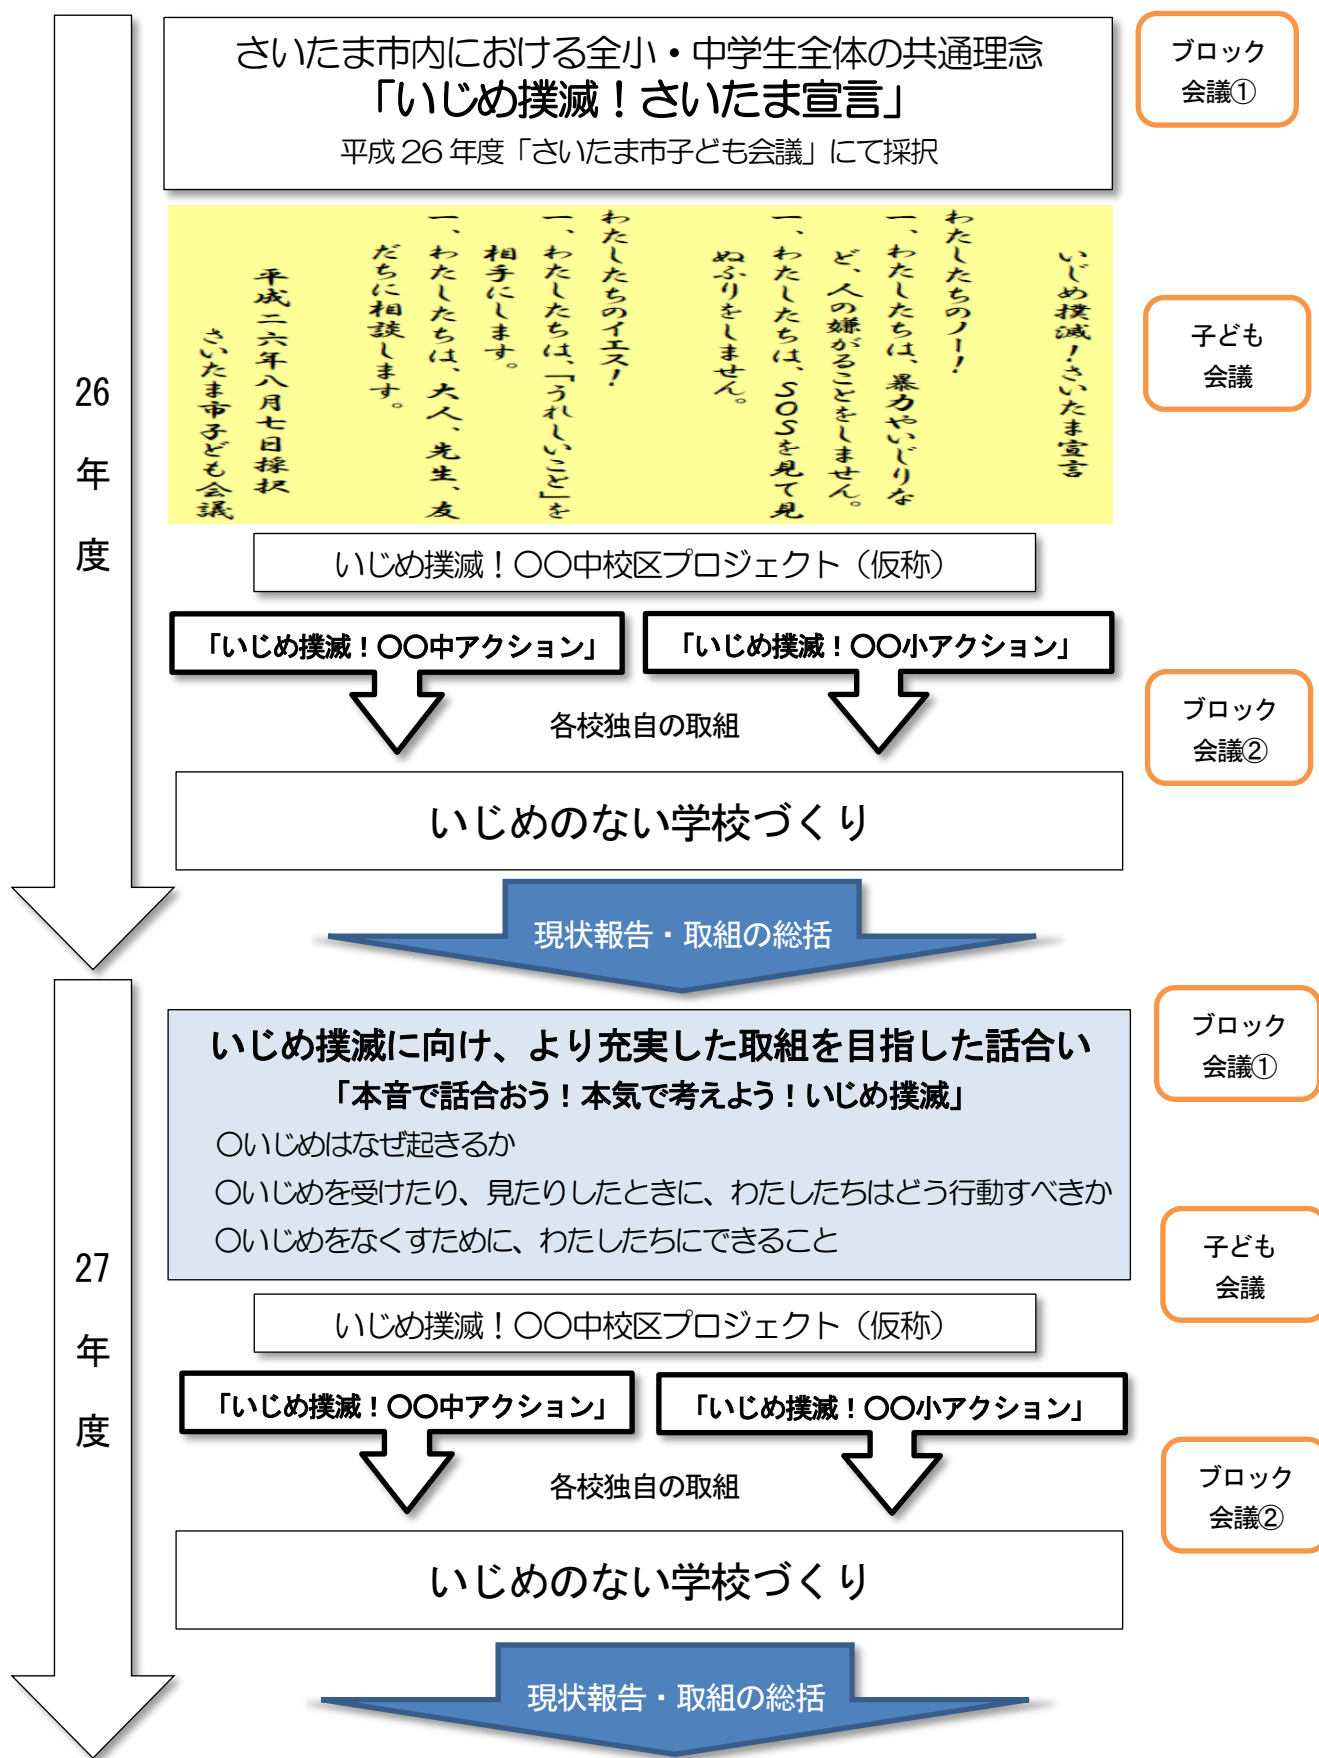 さいたま市内における全小・中学生全体の共通理念
「いじめ撲滅！さいたま宣言」
平成26年度「さいたま市子ども会議」にて採択
ブロック
会議①
いじめ撲滅！さいたま宣言
わたしたちのノー！
一、わたしたちは、暴力やいじりな
ど、人の嫌がることをしません。
一、わたしたちは、SOSを見て見
ぬふりをしません。
わたしたちのイエス！
一、わたしたちは、「うれしいこと」を
相手にします。
一、わたしたちは、大人、先生、友
だちに相談します。
平成二六年八月七日採択
さいたま市子ども会議
子ども
会議
26
年
度
いじめ撲滅！〇〇中校区プロジェクト（仮称）
「いじめ撲滅！〇〇中アクション」
「いじめ撲滅！〇〇小アクション」
各校独自の取組
ブロック
会議②
いじめのない学校づくり
現状報告・取組の総括
いじめ撲滅に向け、より充実した取組を目指した話合い
「本音で話合おう！本気で考えよう！いじめ撲滅」
〇いじめはなぜ起きるか
〇いじめを受けたり、見たりしたときに、わたしたちはどう行動すべきか
〇いじめをなくすために、わたしたちにできること
ブロック
会議①
子ども
会議
27
年
度
いじめ撲滅！〇〇中校区プロジェクト（仮称）
「いじめ撲滅！〇〇中アクション」
「いじめ撲滅！〇〇小アクション」
各校独自の取組
ブロック
会議②
いじめのない学校づくり
現状報告・取組の総括